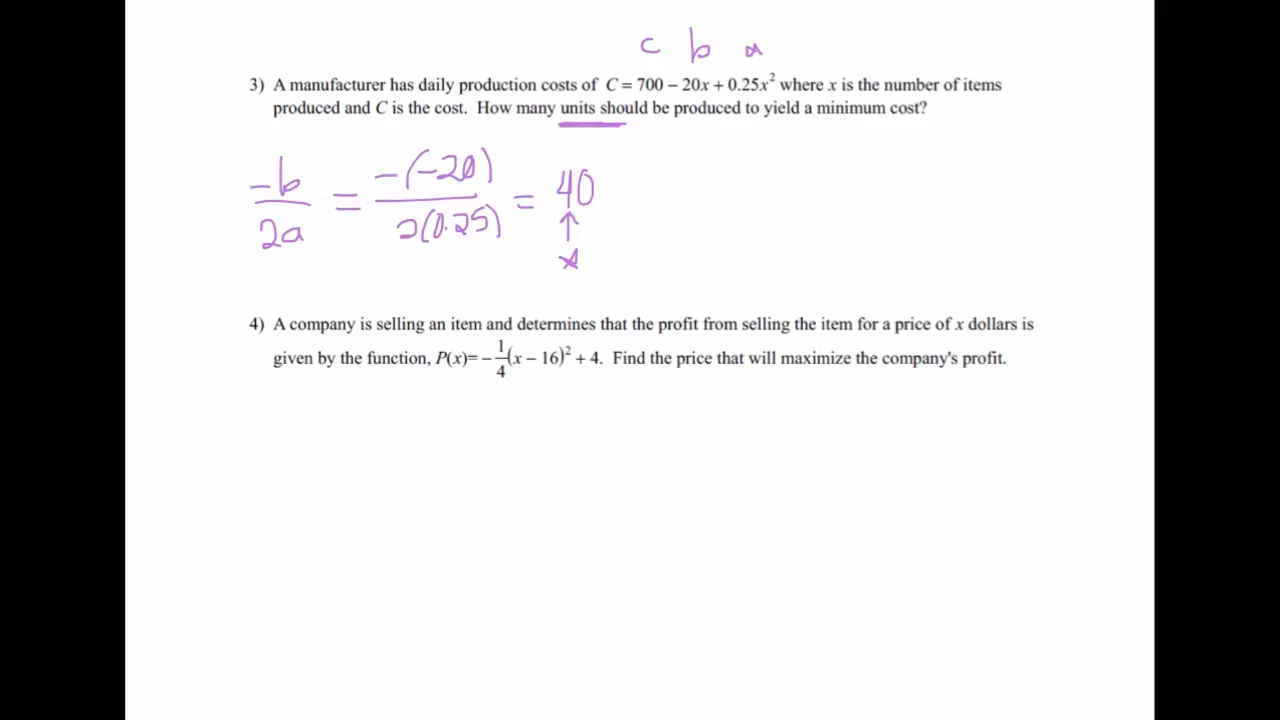 c b a
3) A manufacturer has daily production costs of C = 700 − 20x + 0.25x² where x is the number of items
produced and C is the cost. How many units should be produced to yield a minimum cost?
-b/2a = -(-20)/2(0.25) = 40
↑
x
4) A company is selling an item and determines that the profit from selling the item for a price of x dollars is
given by the function, P(x)= −1/4(x − 16)² + 4. Find the price that will maximize the company's profit.